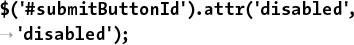 $('#submitButtonId').attr('disabled',
→ 'disabled');